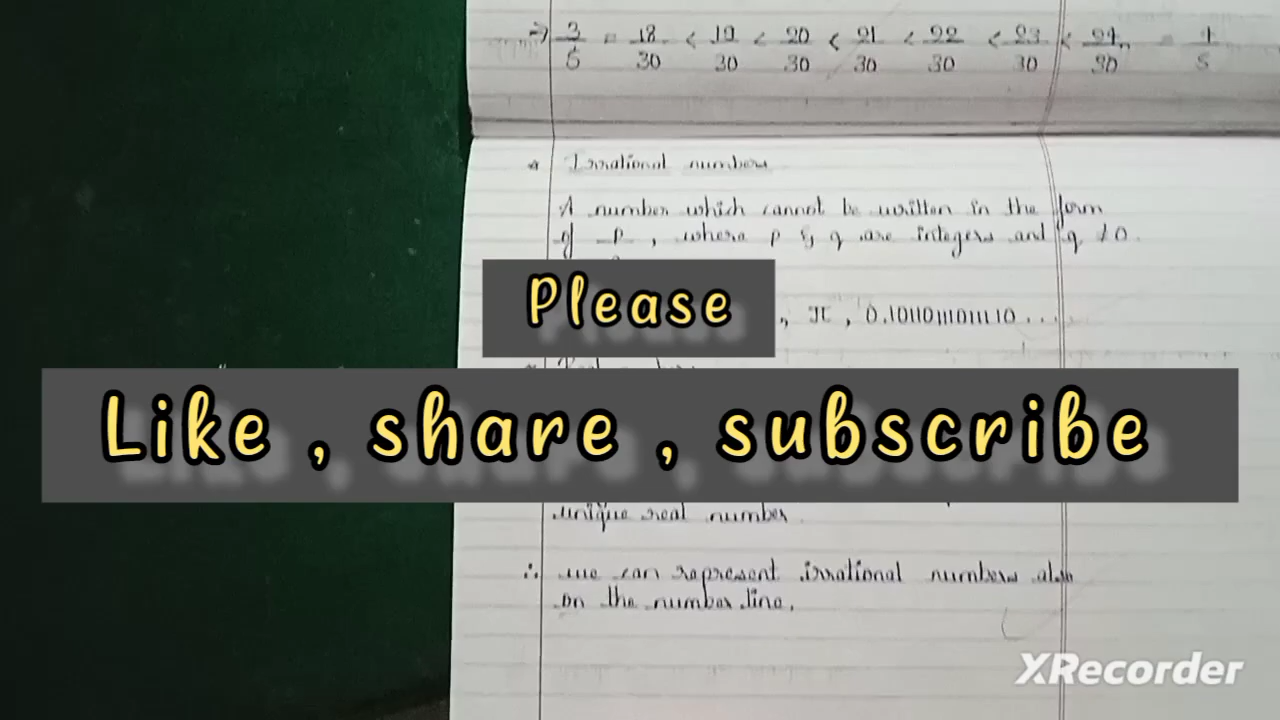 ⇒ 3/5 = 18/30 < 19/30 < 20/30 < 21/30 < 22/30 < 23/30 < 24/30 = 4/5
* Irrational numbers
A number which cannot be written in the form
of P , where p & q are integers and q ≠ 0.
Please
, π , 0.10110111011110 ...
Like , share , subscribe
unique real number.
∴ we can represent irrational numbers also
on the number line.
XRecorder